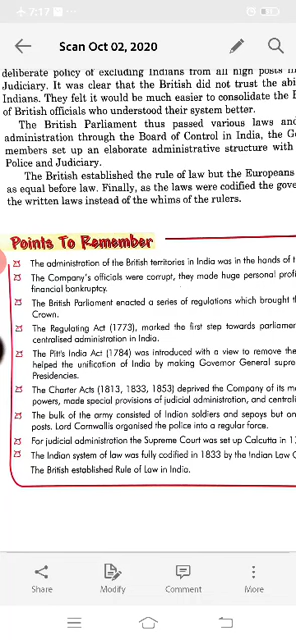 7:17
Scan Oct 02, 2020
deliberate policy of excluding Indians from all high posts in
Judiciary. It was clear that the British did not trust the abi
Indians. They felt it would be much easier to consolidate the
of British officials who understood their system better.
The British Parliament thus passed various laws and
administration through the Board of Control in India, the G
members set up an elaborate administrative structure with
Police and Judiciary.
The British established the rule of law but the Europeans
as equal before law. Finally, as the laws were codified the gove
the written laws instead of the whims of the rulers.
Points To Remember
The administration of the British territories in India was in the hands of t
The Company's officials were corrupt, they made huge personal profi
financial bankruptcy.
The British Parliament enacted a series of regulations which brought t
Crown.
The Regulating Act (1773), marked the first step towards parliamen
centralised administration in India.
The Pitt's India Act (1784) was introduced with a view to remove the
helped the unification of India by making Governor General supre
Presidencies.
The Charter Acts (1813, 1833, 1853) deprived the Company of its m
powers, made special provisions of judicial administration, and centrali
The bulk of the army consisted of Indian soldiers and sepoys but on
posts. Lord Cornwallis organised the police into a regular force.
For judicial administration the Supreme Court was set up Calcutta in 17
The Indian system of law was fully codified in 1833 by the Indian Law C
The British established Rule of Law in India.
Share Modify Comment More